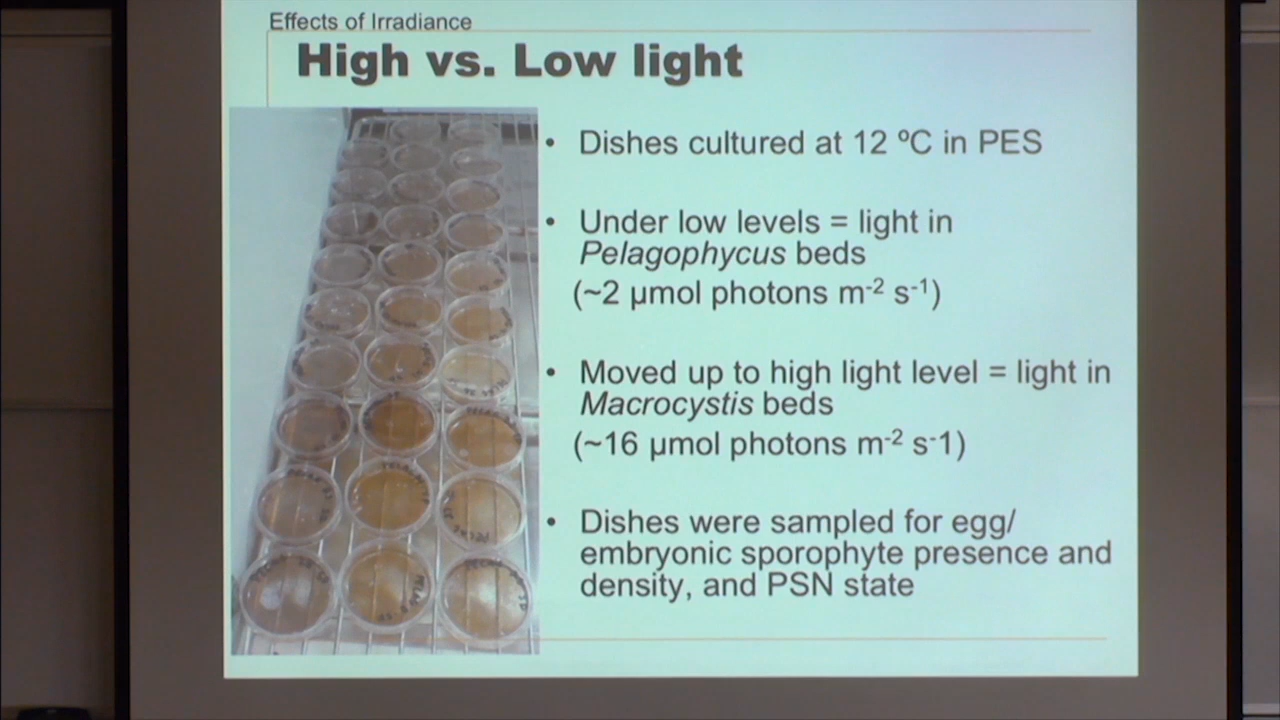 Effects of Irradiance
High vs. Low light
• Dishes cultured at 12 ºC in PES
• Under low levels = light in
Pelagophycus beds
(~2 µmol photons m-2 s-1)
• Moved up to high light level = light in
Macrocystis beds
(~16 µmol photons m-2 s-1)
• Dishes were sampled for egg/
embryonic sporophyte presence and
density, and PSN state